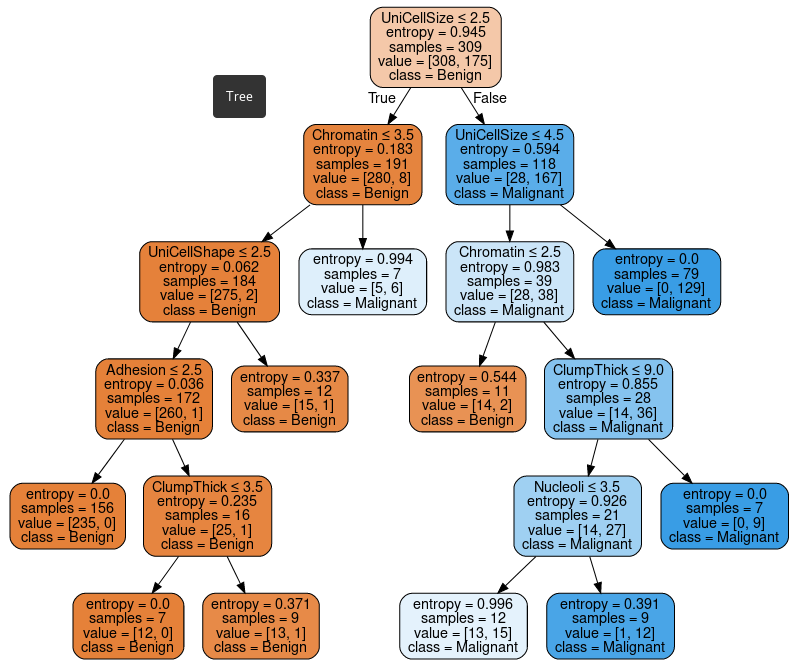 UniCellSize ≤ 2.5
entropy = 0.945
samples = 309
value = [308, 175]
class = Benign
Tree
True
False
Chromatin ≤ 3.5
entropy = 0.183
samples = 191
value = [280, 8]
class = Benign
UniCellSize ≤ 4.5
entropy = 0.594
samples = 118
value = [28, 167]
class = Malignant
UniCellShape ≤ 2.5
entropy = 0.062
samples = 184
value = [275, 2]
class = Benign
entropy = 0.994
samples = 7
value = [5, 6]
class = Malignant
Chromatin ≤ 2.5
entropy = 0.983
samples = 39
value = [28, 38]
class = Malignant
entropy = 0.0
samples = 79
value = [0, 129]
class = Malignant
Adhesion ≤ 2.5
entropy = 0.036
samples = 172
value = [260, 1]
class = Benign
entropy = 0.337
samples = 12
value = [15, 1]
class = Benign
entropy = 0.544
samples = 11
value = [14, 2]
class = Benign
ClumpThick ≤ 9.0
entropy = 0.855
samples = 28
value = [14, 36]
class = Malignant
entropy = 0.0
samples = 156
value = [235, 0]
class = Benign
ClumpThick ≤ 3.5
entropy = 0.235
samples = 16
value = [25, 1]
class = Benign
Nucleoli ≤ 3.5
entropy = 0.926
samples = 21
value = [14, 27]
class = Malignant
entropy = 0.0
samples = 7
value = [0, 9]
class = Malignant
entropy = 0.0
samples = 7
value = [12, 0]
class = Benign
entropy = 0.371
samples = 9
value = [13, 1]
class = Benign
entropy = 0.996
samples = 12
value = [13, 15]
class = Malignant
entropy = 0.391
samples = 9
value = [1, 12]
class = Malignant